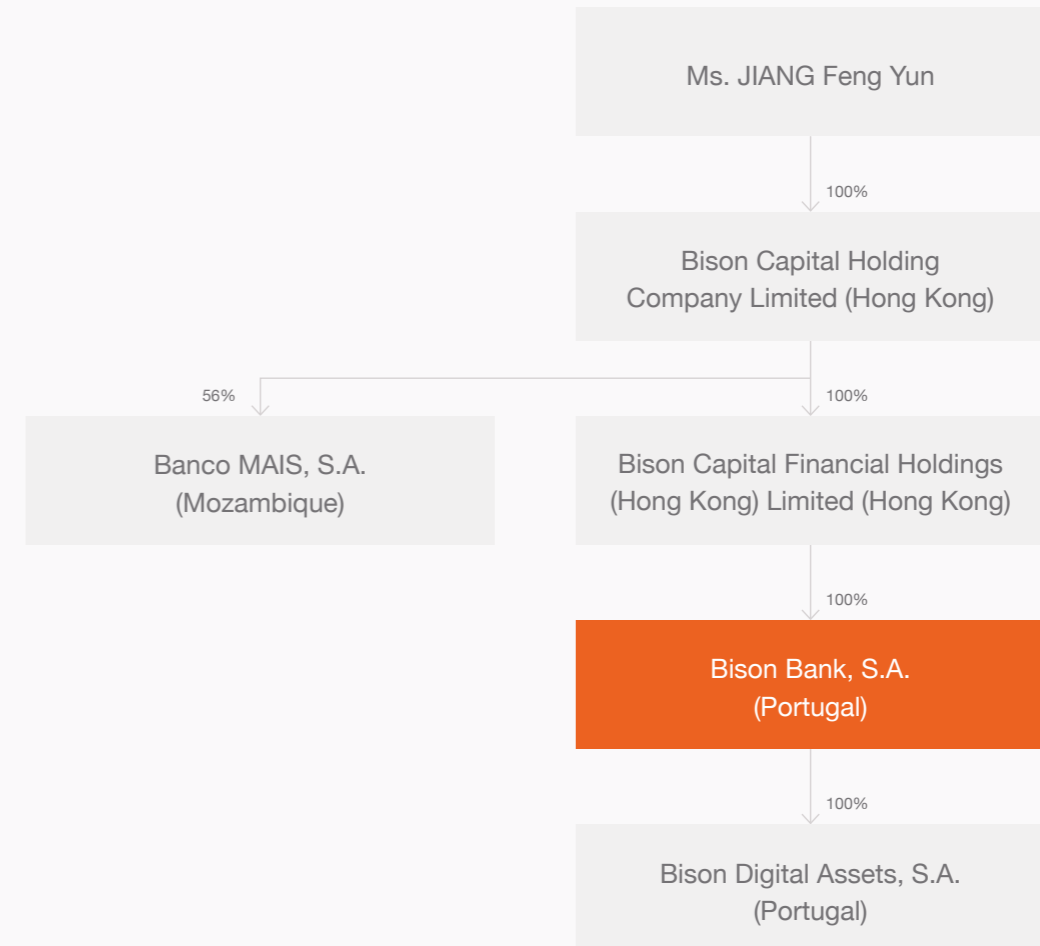 Ms. JIANG Feng Yun
100%
Bison Capital Holding
Company Limited (Hong Kong)
56%
100%
Banco MAIS, S.A.
(Mozambique)
Bison Capital Financial Holdings
(Hong Kong) Limited (Hong Kong)
100%
Bison Bank, S.A.
(Portugal)
100%
Bison Digital Assets, S.A.
(Portugal)